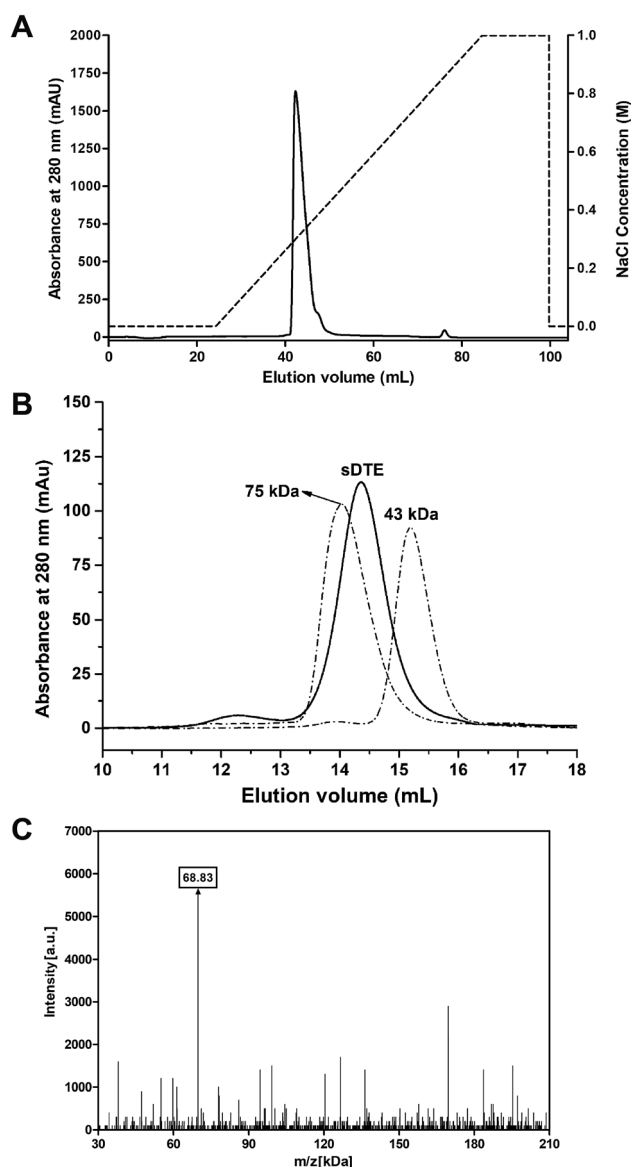 A
2000
1750
1500
1250
1000
750
500
250
0
Absorbance at 280 nm (mAU)
1.0
0.8
0.6
0.4
0.2
0.0
NaCl Concentration (M)
0 20 40 60 80 100
Elution volume (mL)
B
150
125
100
75
50
25
0
Absorbance at 280 nm (mAu)
sDTE
75 kDa
43 kDa
10 11 12 13 14 15 16 17 18
Elution volume (mL)
C
7000
6000
5000
4000
3000
2000
1000
0
Intensity [a.u.]
68.83
30 60 90 120 150 180 210
m/z[kDa]